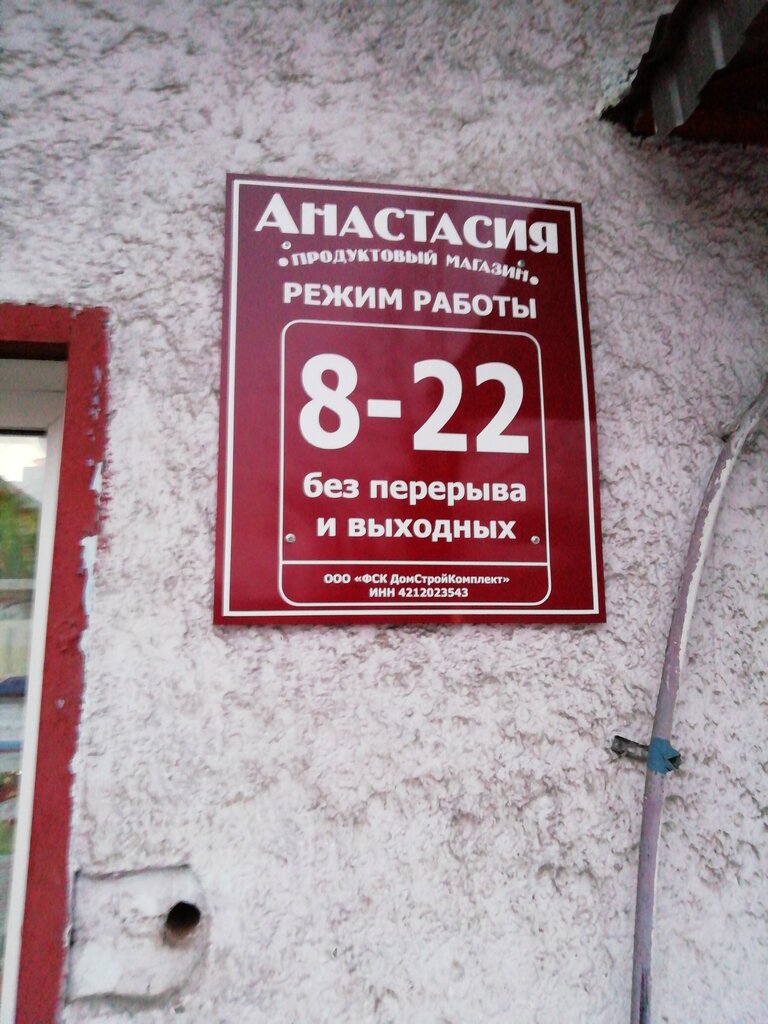 АНАСТАСИЯ
ПРОДУКТОВЫЙ МАГАЗИН
РЕЖИМ РАБОТЫ
8-22
без перерыва
и выходных
ООО «ФСК ДомСтройКомплект»
ИНН 4212023543